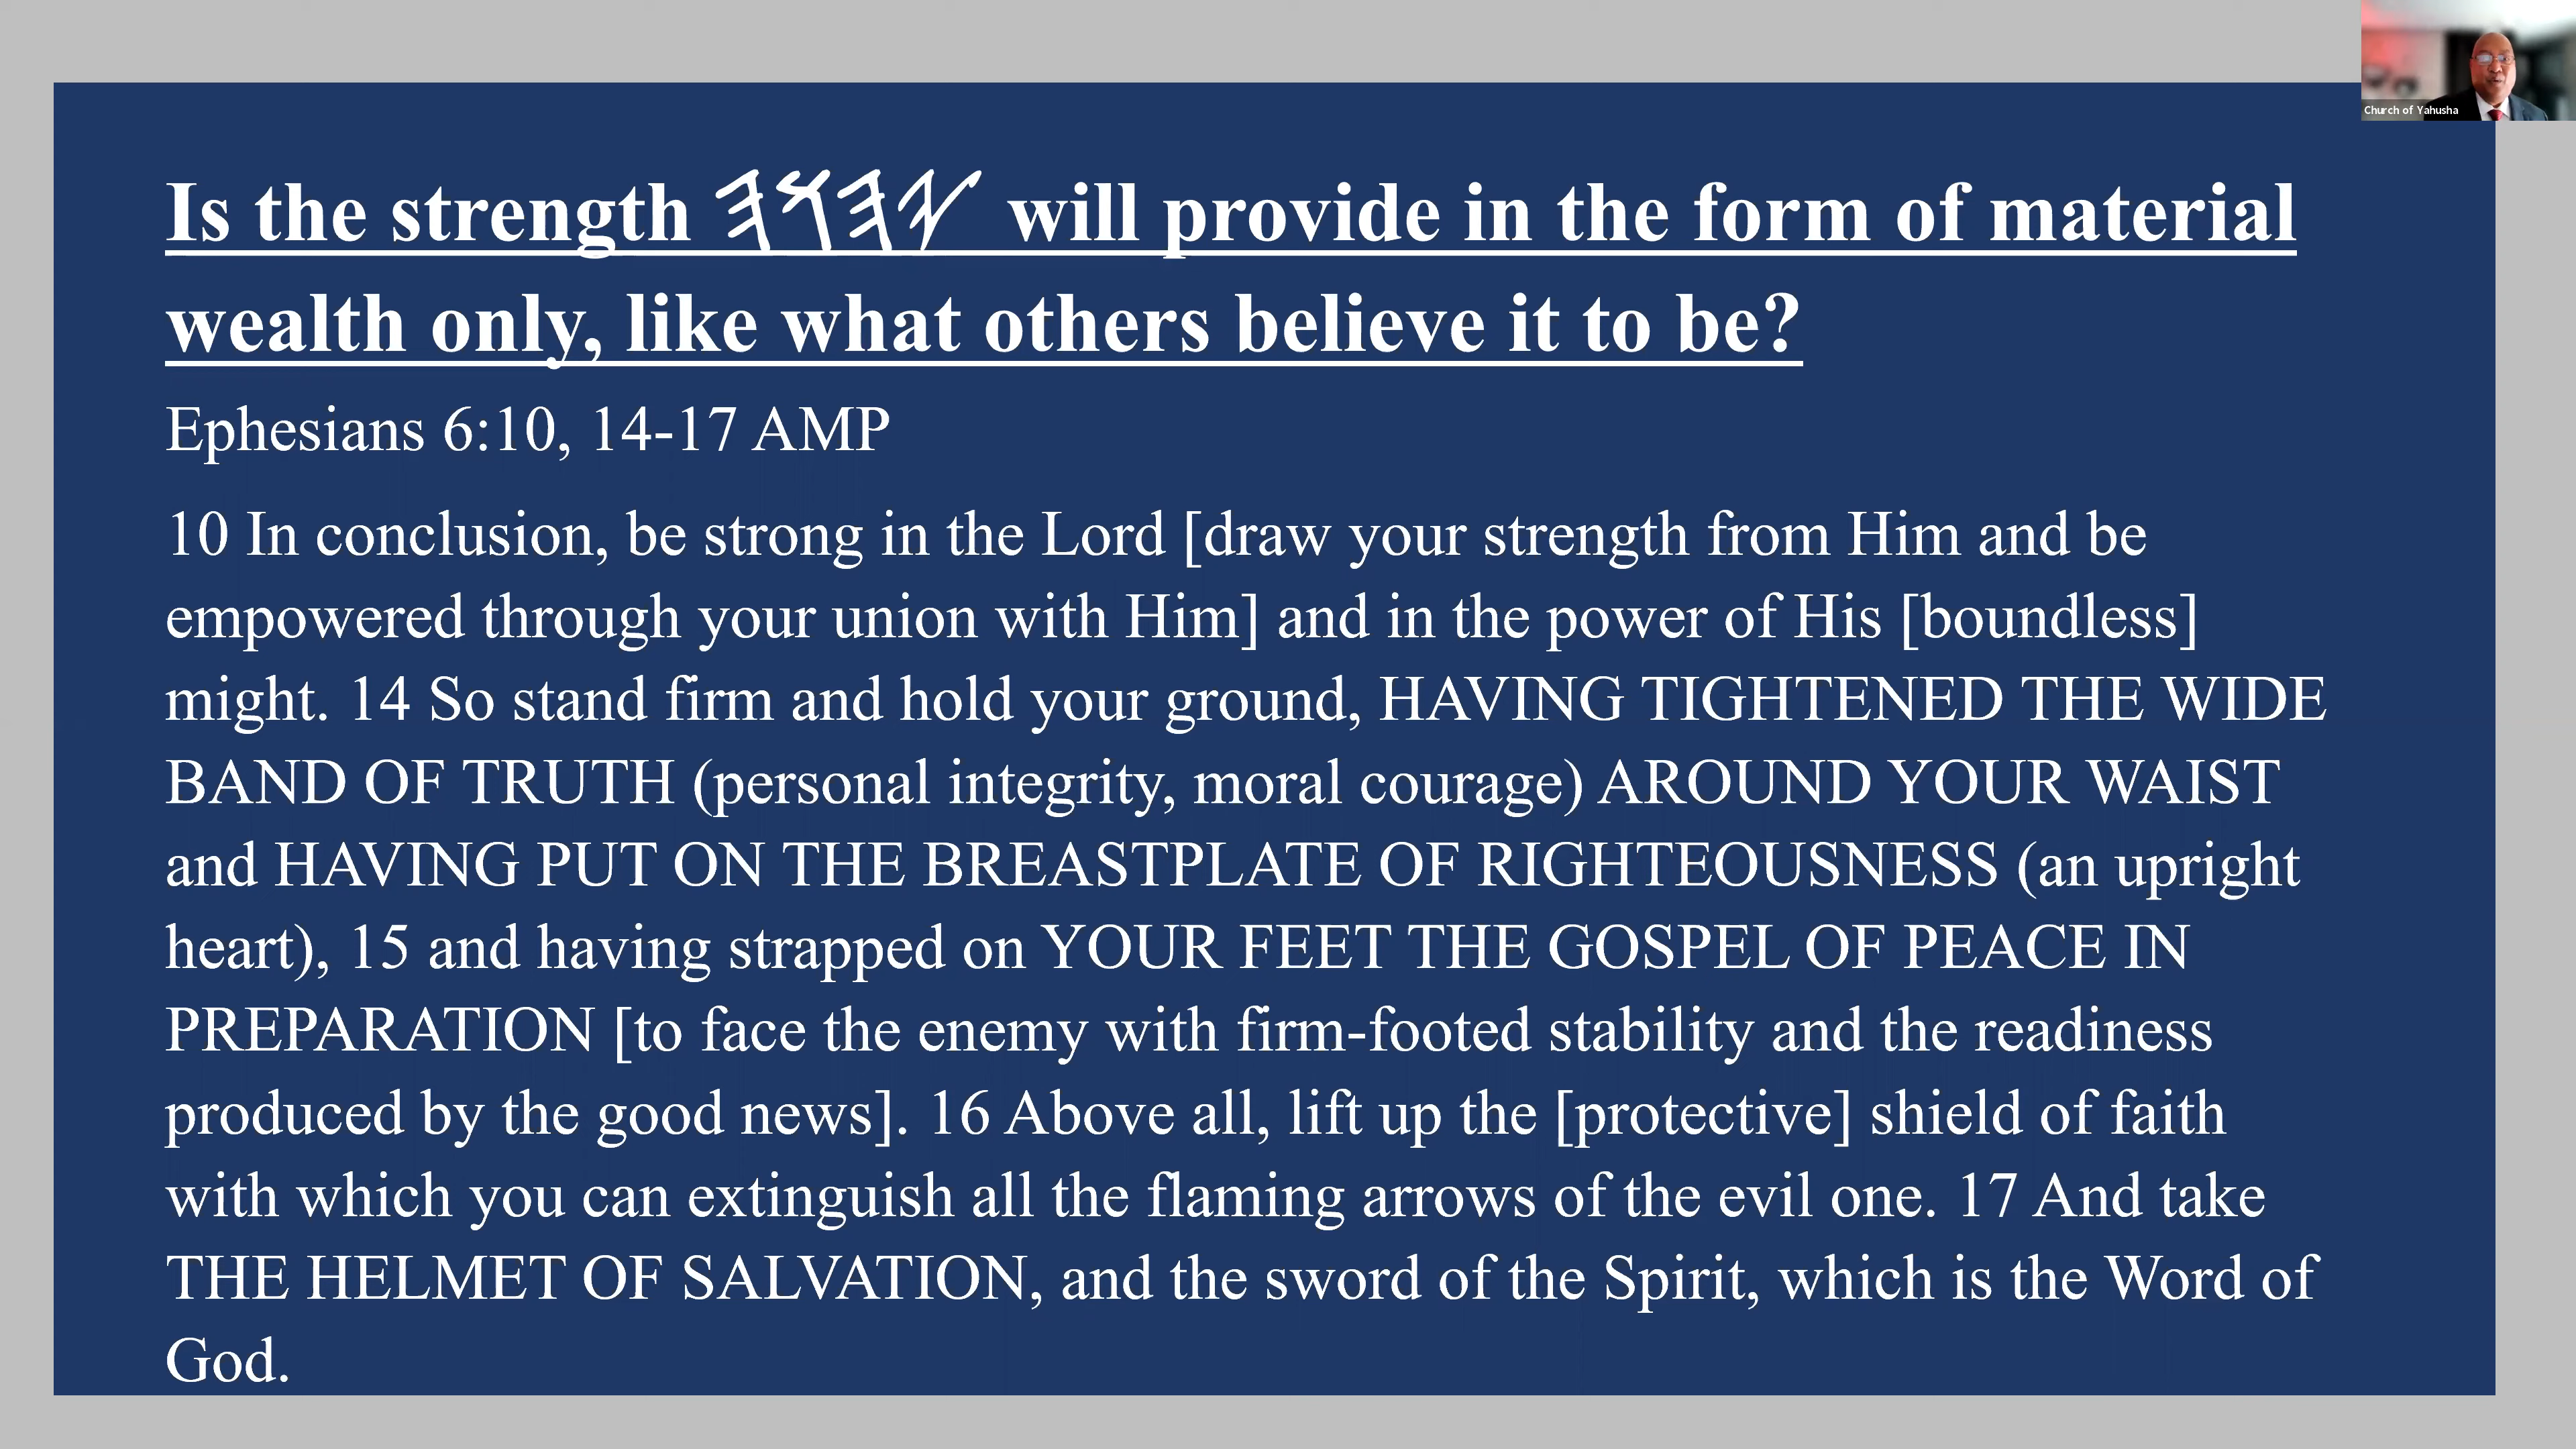 Church of Yahusha
Is the strength 𐤉𐤄𐤅𐤄 will provide in the form of material
wealth only, like what others believe it to be?
Ephesians 6:10, 14-17 AMP
10 In conclusion, be strong in the Lord [draw your strength from Him and be
empowered through your union with Him] and in the power of His [boundless]
might. 14 So stand firm and hold your ground, HAVING TIGHTENED THE WIDE
BAND OF TRUTH (personal integrity, moral courage) AROUND YOUR WAIST
and HAVING PUT ON THE BREASTPLATE OF RIGHTEOUSNESS (an upright
heart), 15 and having strapped on YOUR FEET THE GOSPEL OF PEACE IN
PREPARATION [to face the enemy with firm-footed stability and the readiness
produced by the good news]. 16 Above all, lift up the [protective] shield of faith
with which you can extinguish all the flaming arrows of the evil one. 17 And take
THE HELMET OF SALVATION, and the sword of the Spirit, which is the Word of
God.